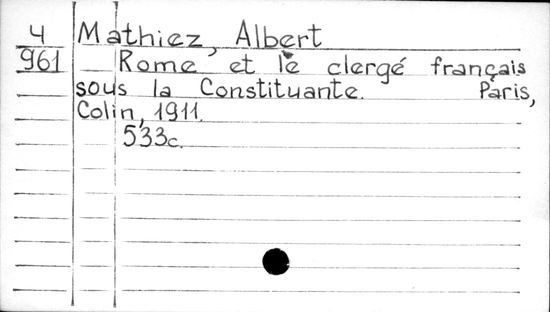 4 Mathiez, Albert
961 Rome et le clergé français
sous la Constituante. Paris,
Colin, 1911.
533c.